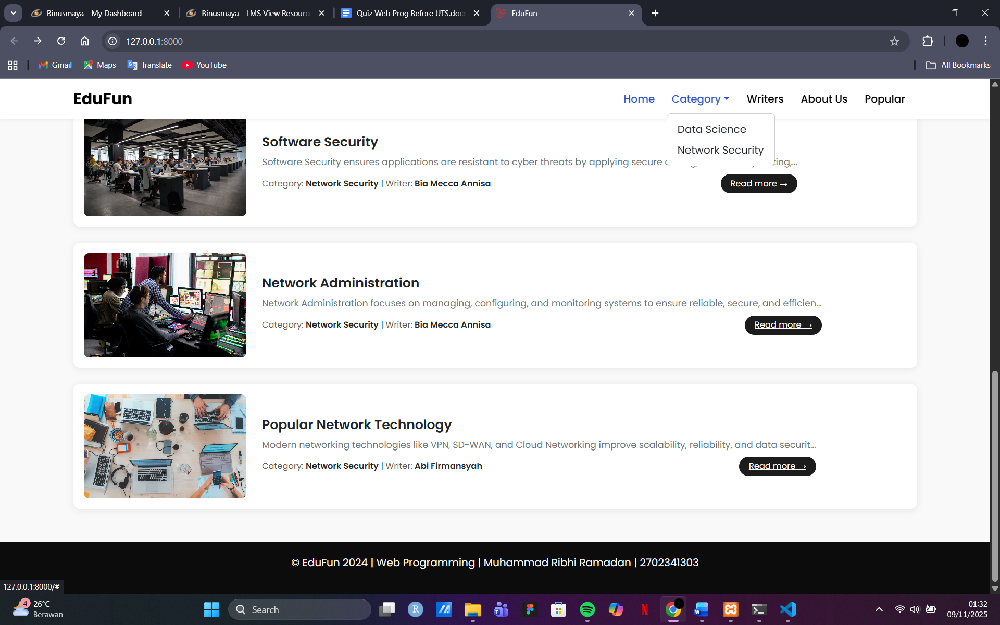 Binusmaya - My Dashboard
Binusmaya - LMS View Resourc
Quiz Web Prog Before UTS.doc
EduFun
127.0.0.1:8000
Gmail
Maps
Translate
YouTube
All Bookmarks
EduFun
Home
Category
Writers
About Us
Popular
Data Science
Network Security
Software Security
Software Security ensures applications are resistant to cyber threats by applying secure
Category: Network Security | Writer: Bia Mecca Annisa
Read more →
Network Administration
Network Administration focuses on managing, configuring, and monitoring systems to ensure reliable, secure, and efficien...
Category: Network Security | Writer: Bia Mecca Annisa
Read more →
Popular Network Technology
Modern networking technologies like VPN, SD-WAN, and Cloud Networking improve scalability, reliability, and data securit...
Category: Network Security | Writer: Abi Firmansyah
Read more →
© EduFun 2024 | Web Programming | Muhammad Ribhi Ramadan | 2702341303
127.0.0.1:8000/#
4
26°C
Berawan
Search
01:32
09/11/2025